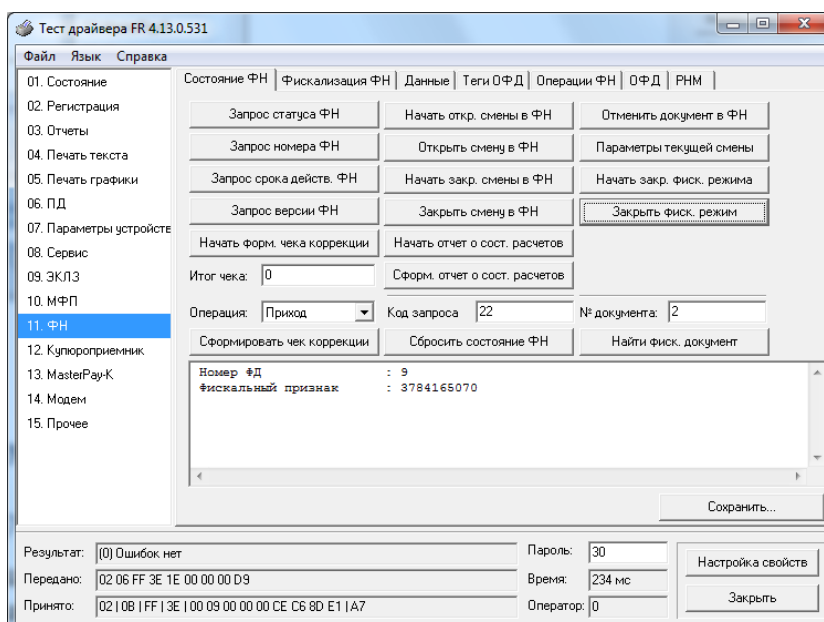 Тест драйвера FR 4.13.0.531
Файл Язык Справка
01. Состояние
02. Регистрация
03. Отчеты
04. Печать текста
05. Печать графики
06. ПД
07. Параметры устройств
08. Сервис
09. ЭКЛЗ
10. МФП
11. ФН
12. Купюроприемник
13. MasterPay-K
14. Модем
15. Прочее
Состояние ФН Фискализация ФН Данные Теги ОФД Операции ФН ОФД РНМ
Запрос статуса ФН Начать откр. смены в ФН Отменить документ в ФН
Запрос номера ФН Открыть смену в ФН Параметры текущей смены
Запрос срока действ. ФН Начать закр. смены в ФН Начать закр. фиск. режима
Запрос версии ФН Закрыть смену в ФН Закрыть фиск. режим
Начать форм. чека коррекции Начать отчет о сост. расчетов
Итог чека: 0 Сформ. отчет о сост. расчетов
Операция: Приход Код запроса 22 № документа: 2
Сформировать чек коррекции Сбросить состояние ФН Найти фиск. документ
Номер ФД : 9
Фискальный признак : 3784165070
Сохранить...
Результат: (0) Ошибок нет Пароль: 30
Настройка свойств
Передано: 02 06 FF 3E 1E 00 00 00 D9 Время: 234 мс
Принято: 02 | 0B | FF | 3E | 00 09 00 00 00 CE C6 8D E1 | A7 Оператор: 0
Закрыть